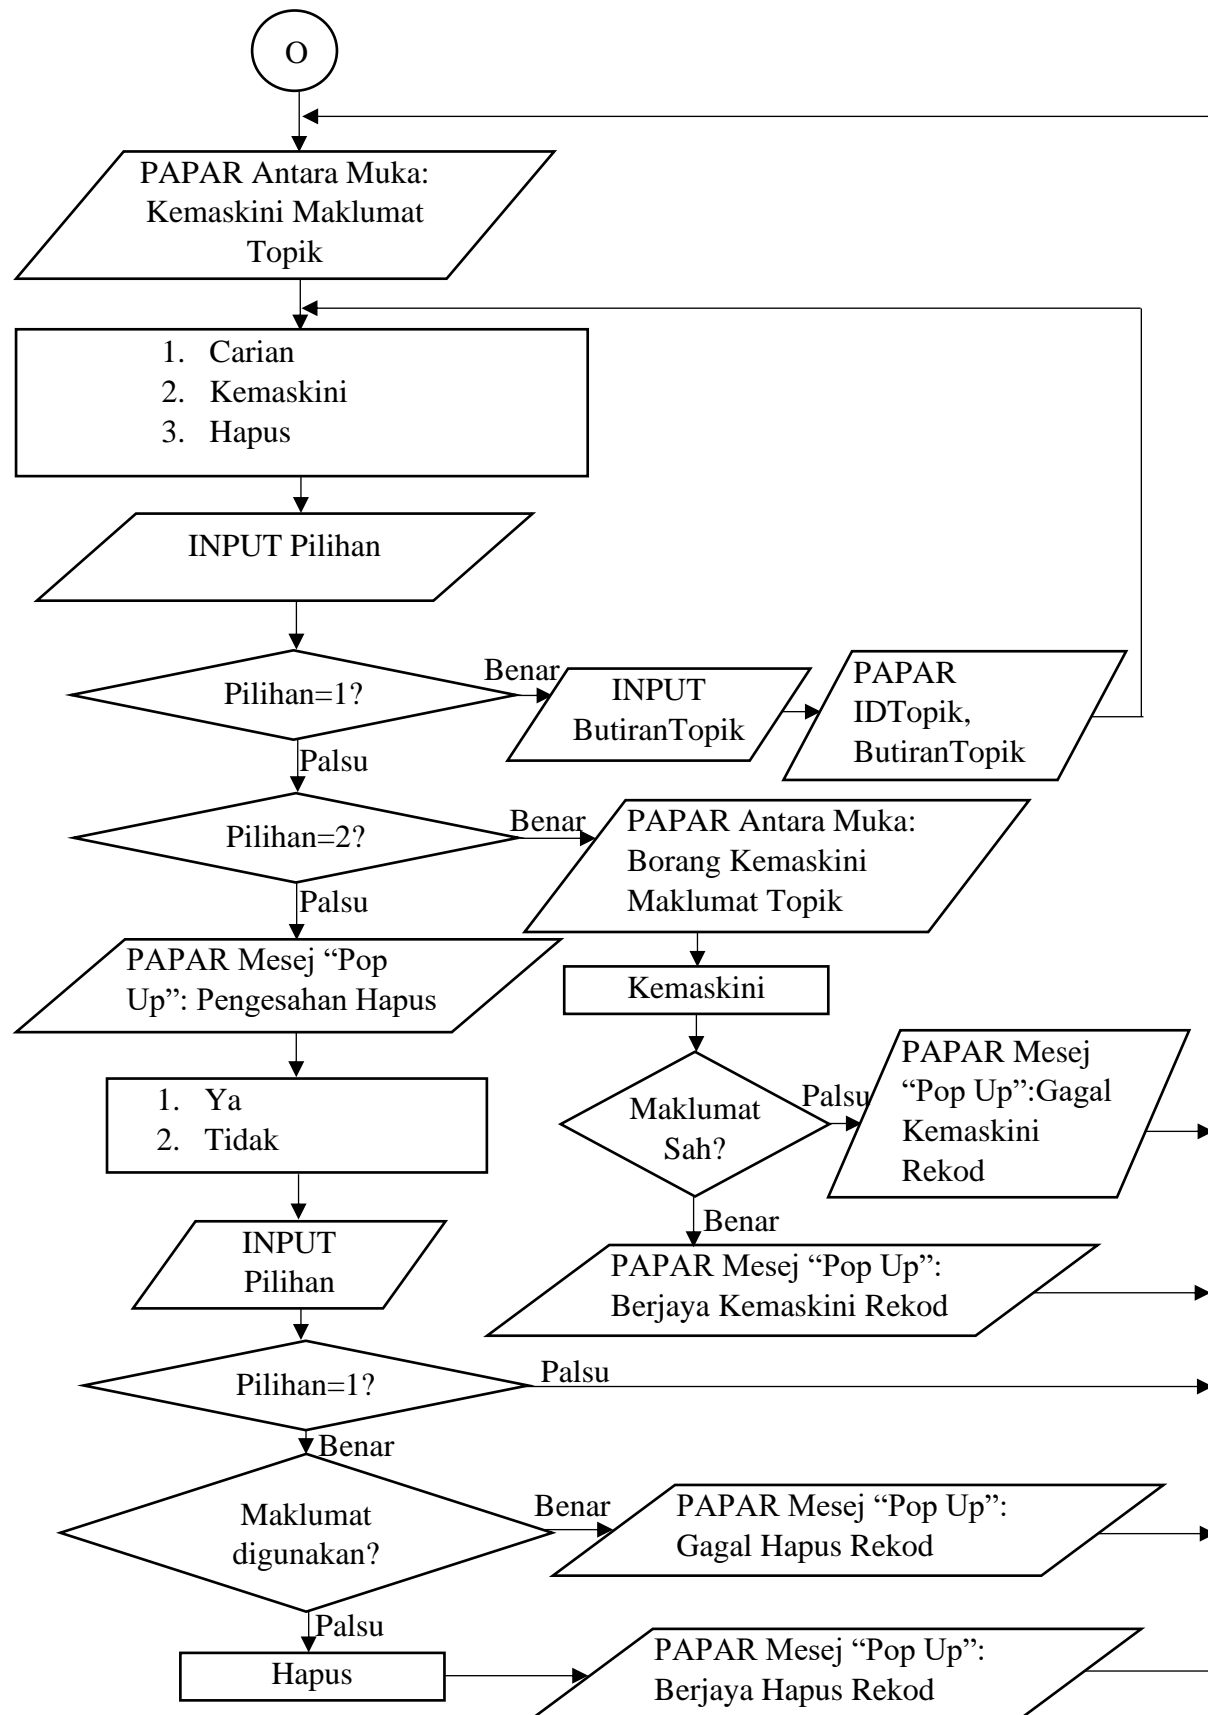 O
PAPAR Antara Muka:
Kemaskini Maklumat
Topik
1. Carian
2. Kemaskini
3. Hapus
INPUT Pilihan
Pilihan=1?
Benar
INPUT
ButiranTopik
PAPAR
IDTopik,
ButiranTopik
Palsu
Pilihan=2?
Benar
PAPAR Antara Muka:
Borang Kemaskini
Maklumat Topik
Palsu
PAPAR Mesej “Pop
Up”: Pengesahan Hapus
Kemaskini
1. Ya
2. Tidak
Maklumat
Sah?
Palsu
PAPAR Mesej
“Pop Up”:Gagal
Kemaskini
Rekod
Benar
INPUT
Pilihan
PAPAR Mesej “Pop Up”:
Berjaya Kemaskini Rekod
Pilihan=1?
Palsu
Benar
Maklumat
digunakan?
Benar
PAPAR Mesej “Pop Up”:
Gagal Hapus Rekod
Palsu
Hapus
PAPAR Mesej “Pop Up”:
Berjaya Hapus Rekod